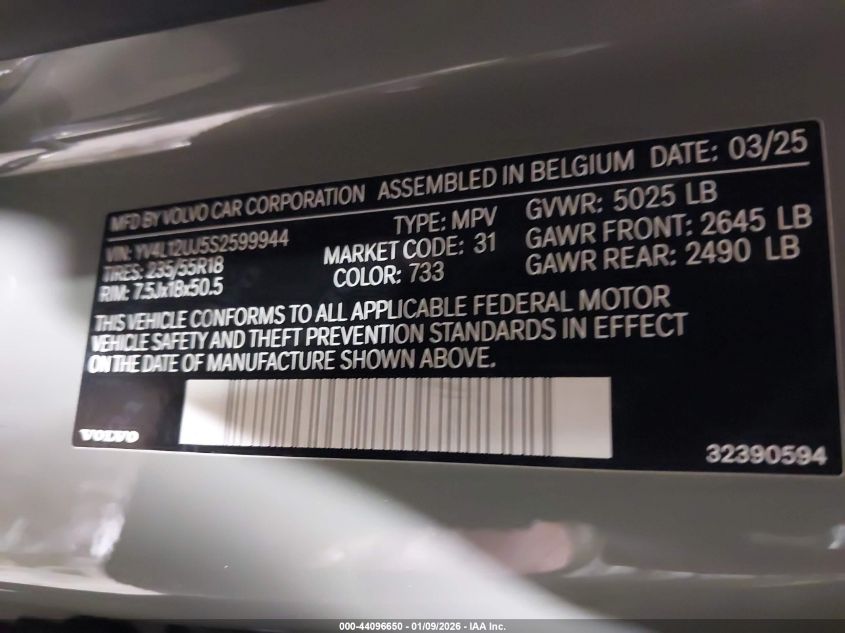 MFD BY VOLVO CAR CORPORATION ASSEMBLED IN BELGIUM DATE: 03/25
VIN: YV4L12UU5S2599944 TYPE: MPV GVWR: 5025 LB
TIRES: 235/55R18 MARKET CODE: 31 GAWR FRONT: 2645 LB
RIM: 7.5Jx18x50.5 COLOR: 733 GAWR REAR: 2490 LB
THIS VEHICLE CONFORMS TO ALL APPLICABLE FEDERAL MOTOR
VEHICLE SAFETY AND THEFT PREVENTION STANDARDS IN EFFECT
ON THE DATE OF MANUFACTURE SHOWN ABOVE.
VOLVO 32390594
000-44096650 - 01/09/2026 - IAA Inc.